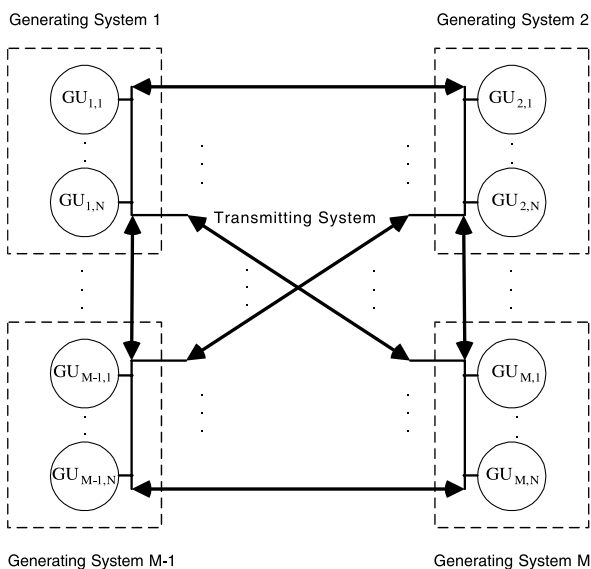 Generating System 1
Generating System 2
GU1,1
GU2,1
GU1,N
GU2,N
Transmitting System
GUM-1,1
GUM,1
GUM-1,N
GUM,N
Generating System M-1
Generating System M